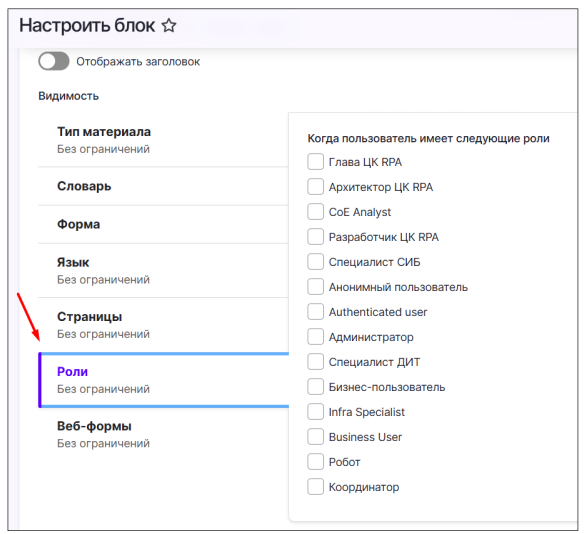 Настроить блок
Отображать заголовок
Видимость
Тип материала
Без ограничений
Словарь
Форма
Язык
Без ограничений
Страницы
Без ограничений
Роли
Без ограничений
Веб-формы
Без ограничений
Когда пользователь имеет следующие роли
Глава ЦК RPA
Архитектор ЦК RPA
CoE Analyst
Разработчик ЦК RPA
Специалист СИБ
Анонимный пользователь
Authenticated user
Администратор
Специалист ДИТ
Бизнес-пользователь
Infra Specialist
Business User
Робот
Координатор